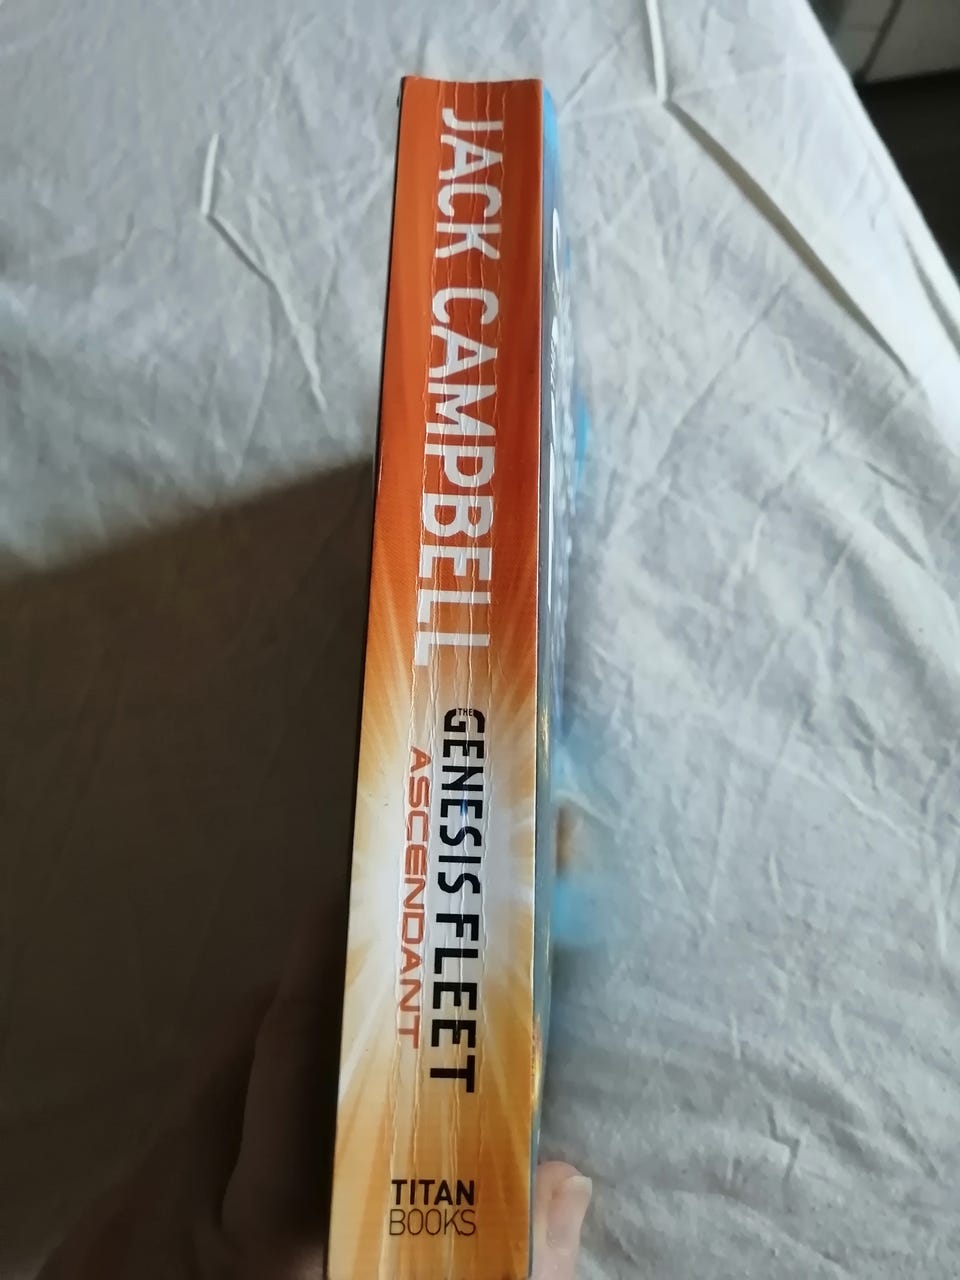 JACK CAMPBELL
THE GENESIS FLEET
ASCENDANT
TITAN
BOOKS